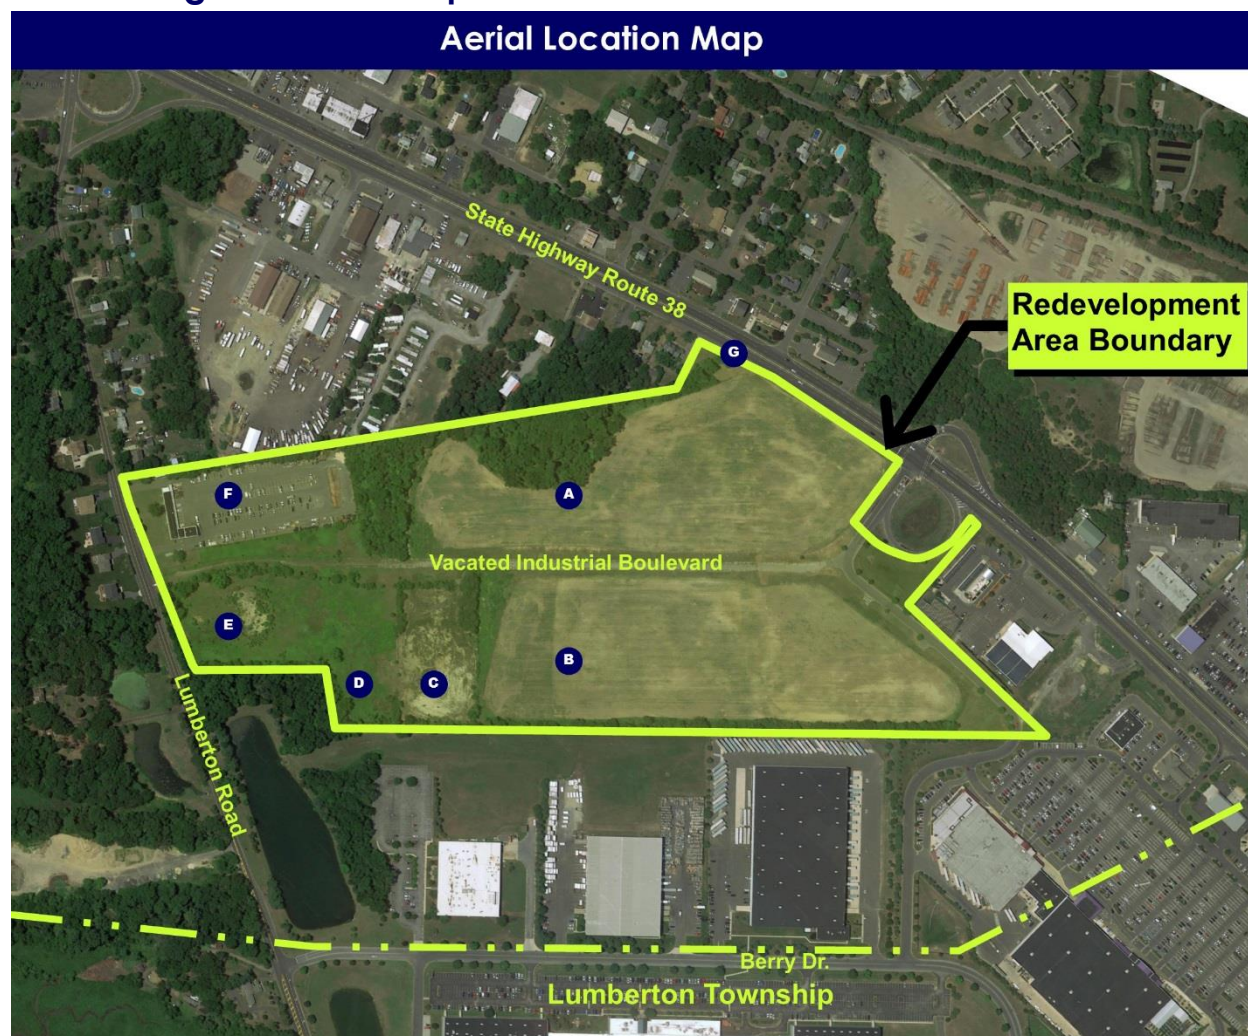 Aerial Location Map
State Highway Route 38
Redevelopment
Area Boundary
G
F
A
Vacated Industrial Boulevard
E
B
D
C
Lumberton Road
Berry Dr.
Lumberton Township